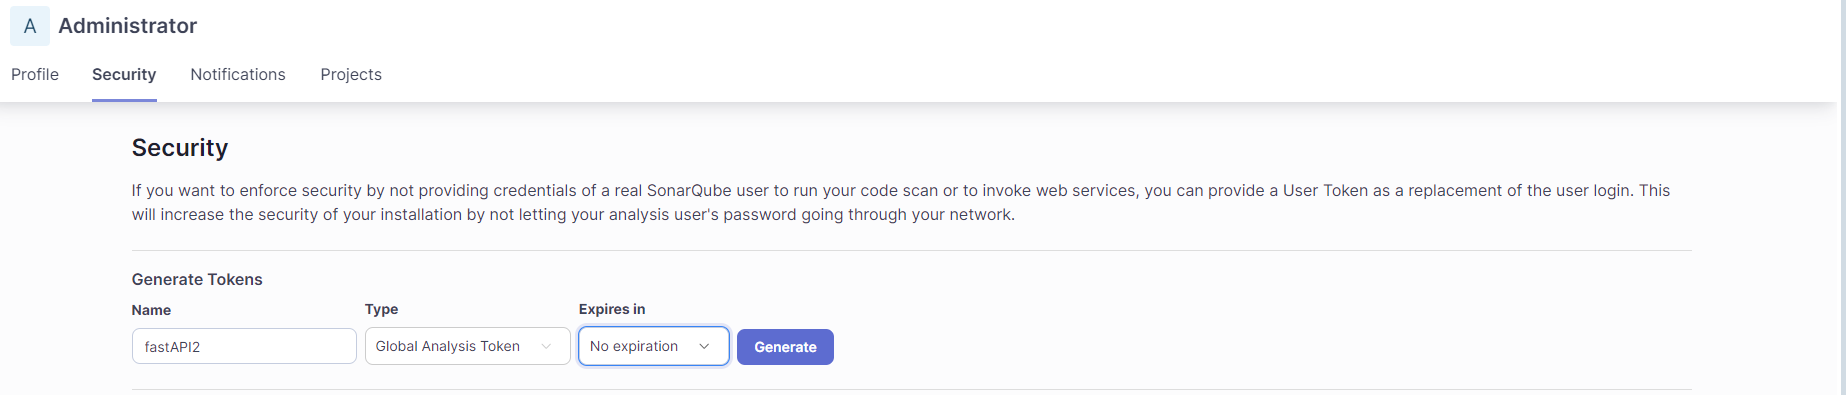 A Administrator
Profile Security Notifications Projects
Security
If you want to enforce security by not providing credentials of a real SonarQube user to run your code scan or to invoke web services, you can provide a User Token as a replacement of the user login. This
will increase the security of your installation by not letting your analysis user's password going through your network.
Generate Tokens
Name Type Expires in
fastAPI2 Global Analysis Token No expiration Generate